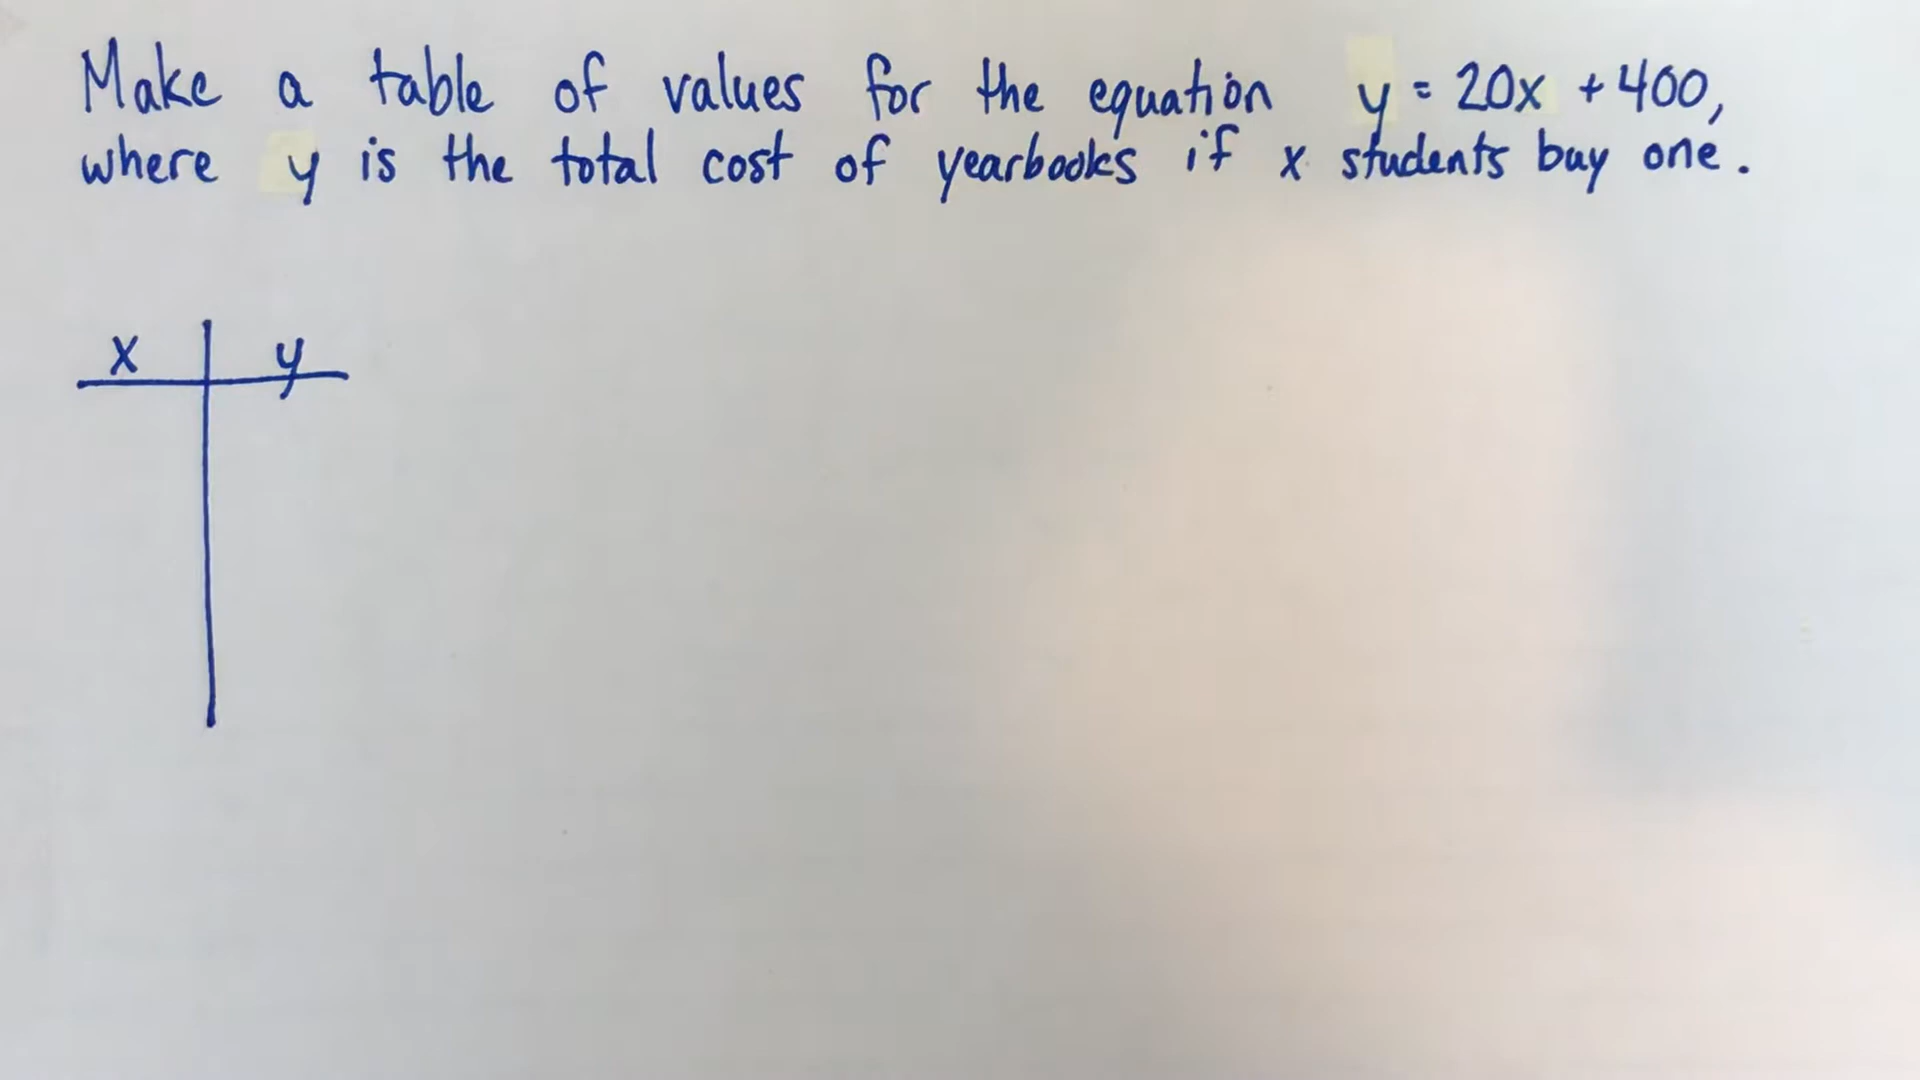 Make a table of values for the equation y = 20x + 400,
where y is the total cost of yearbooks if x students buy one.
x y